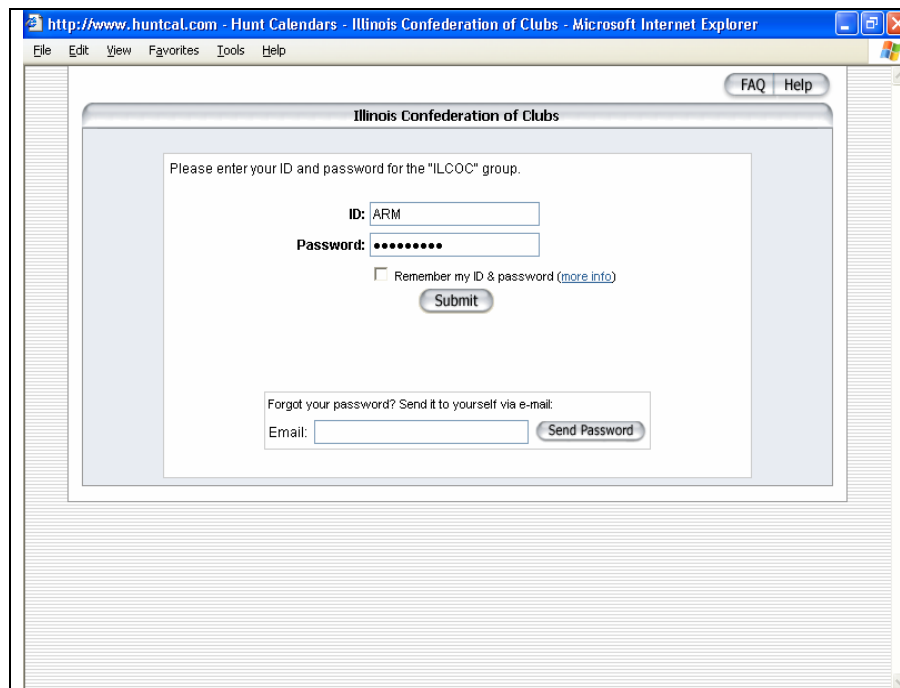 http://www.huntcal.com - Hunt Calendars - Illinois Confederation of Clubs - Microsoft Internet Explorer
File Edit View Favorites Tools Help
FAQ Help
Illinois Confederation of Clubs
Please enter your ID and password for the "ILCOC" group.
ID: ARM
Password: •••••••••
Remember my ID & password (more info)
Submit
Forgot your password? Send it to yourself via e-mail:
Email: Send Password